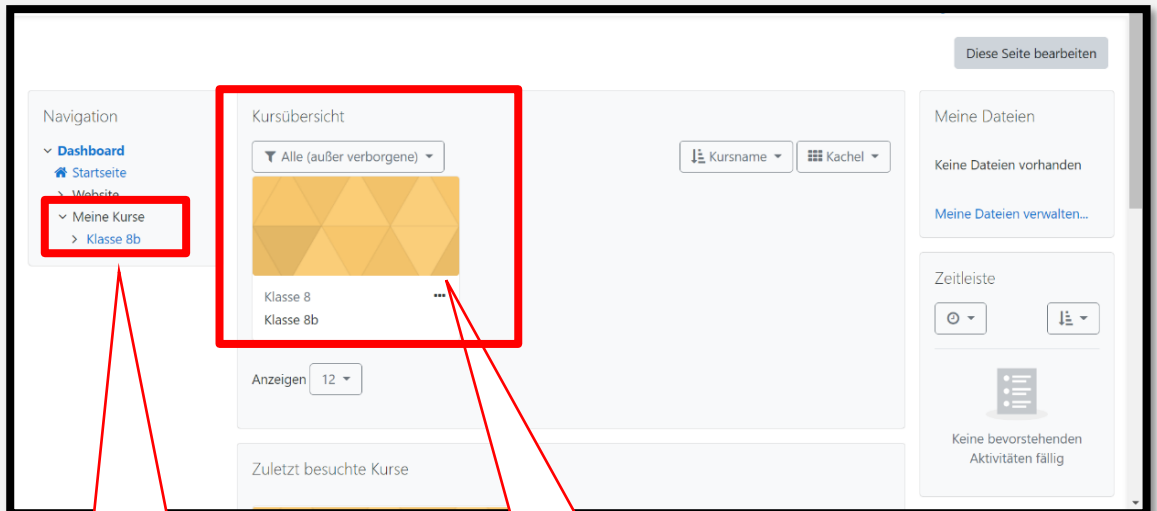 Diese Seite bearbeiten
Navigation
Dashboard
Startseite
Website
Meine Kurse
Klasse 8b
Kursübersicht
Alle (außer verborgene)
Kursname
Kachel
Klasse 8
Klasse 8b
Anzeigen 12
Zuletzt besuchte Kurse
Meine Dateien
Keine Dateien vorhanden
Meine Dateien verwalten...
Zeitleiste
Keine bevorstehenden
Aktivitäten fällig